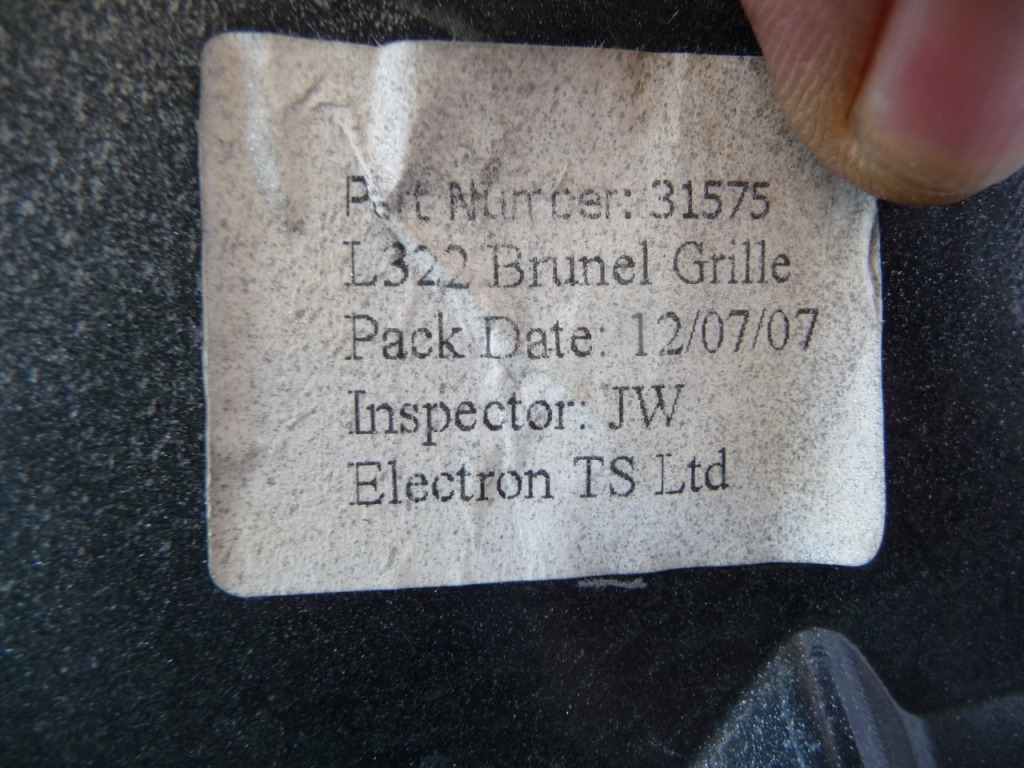 Part Number: 31575
L322 Brunel Grille
Pack Date: 12/07/07
Inspector: JW
Electron TS Ltd